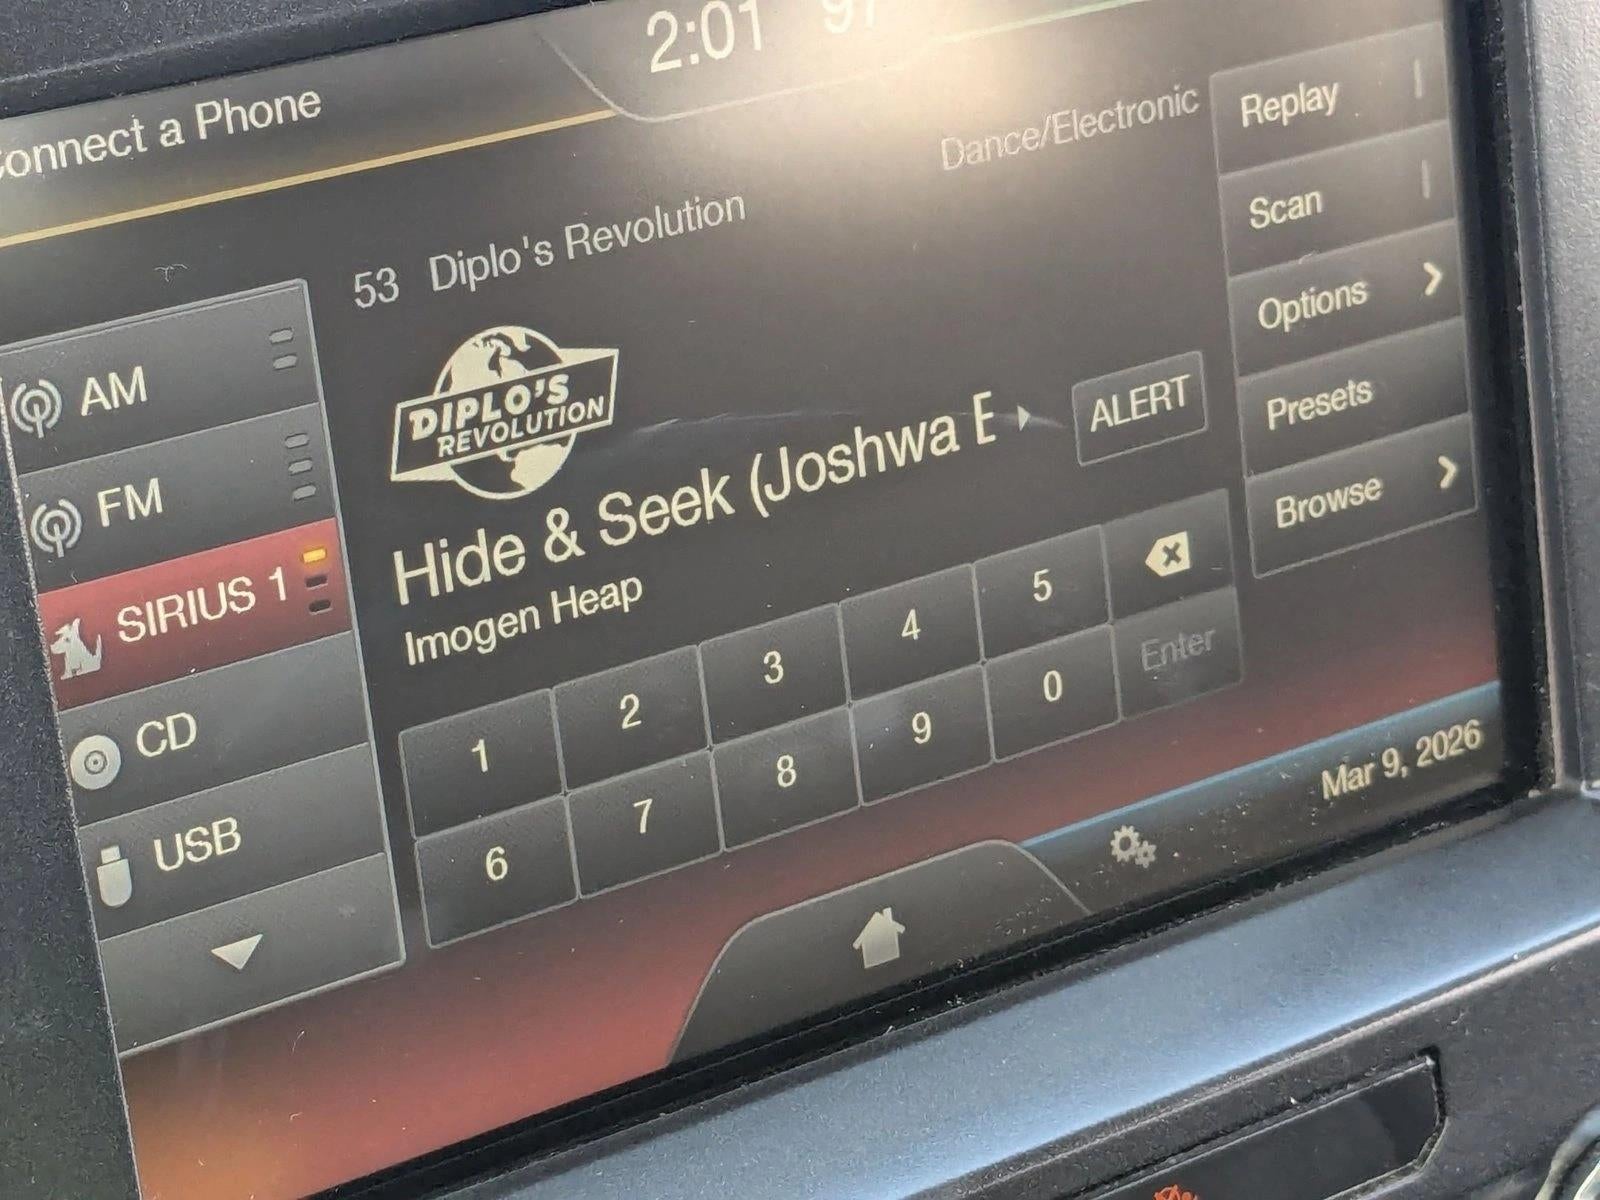 Connect a Phone
2:01
53 Diplo's Revolution
Dance/Electronic
DIPLO'S
REVOLUTION
Hide & Seek (Joshwa E
Imogen Heap
ALERT
AM
FM
SIRIUS 1
CD
USB
1 2 3 4 5
6 7 8 9 0 Enter
Replay
Scan
Options
Presets
Browse
Mar 9, 2026